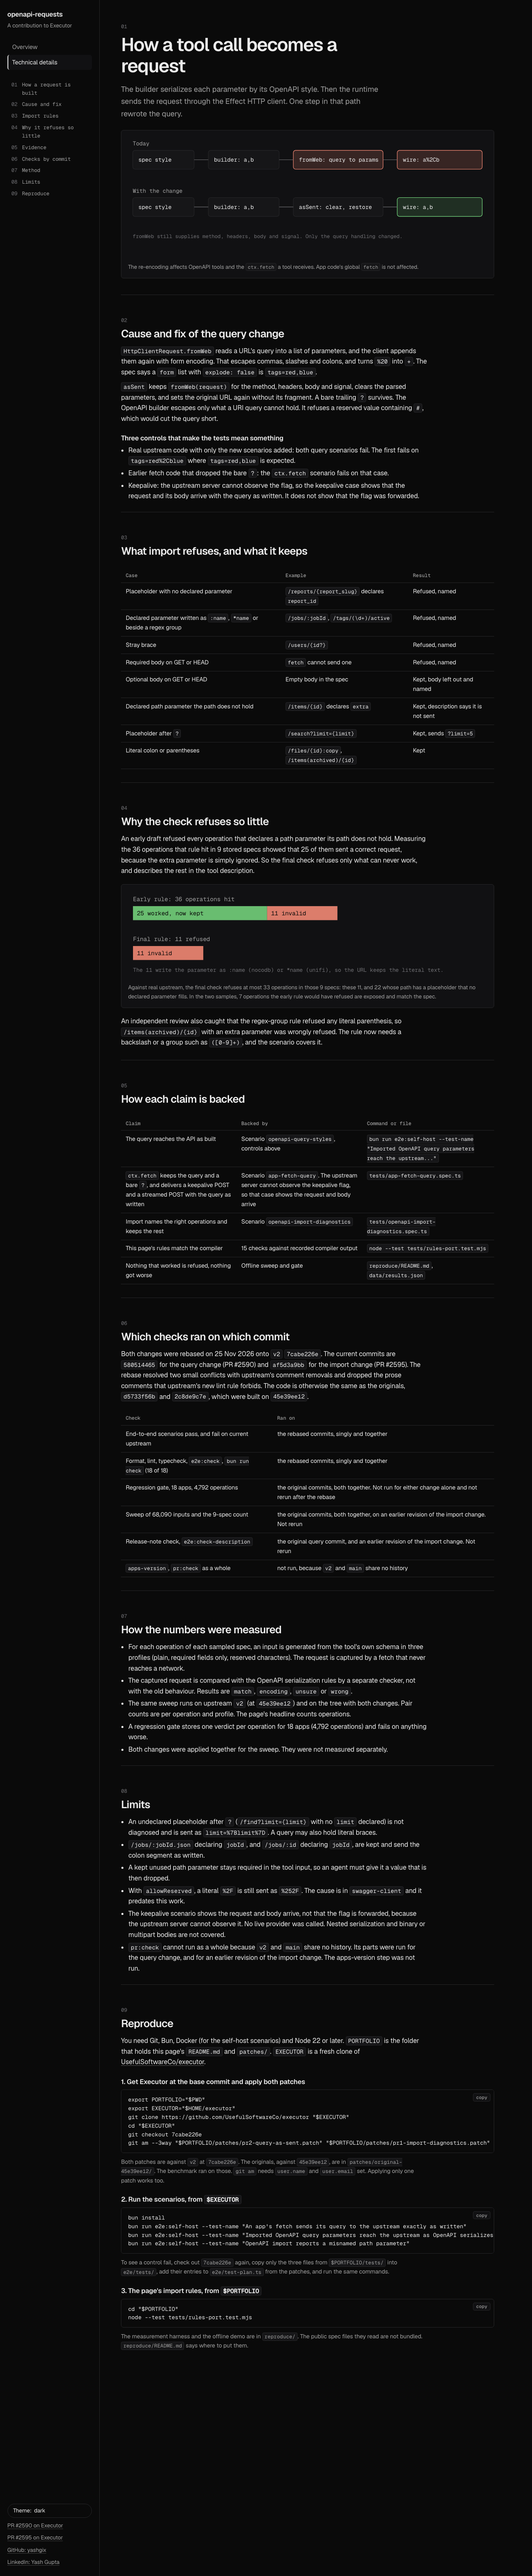 openapi-requests
A contribution to Executor
Overview
Technical details
01 How a request is
built
02 Cause and fix
03 Import rules
04 Why it refuses so
little
05 Evidence
06 Checks by commit
07 Method
08 Limits
09 Reproduce
01
How a tool call becomes a
request
The builder serializes each parameter by its OpenAPI style. Then the runtime
sends the request through the Effect HTTP client. One step in that path
rewrote the query.
Today
spec style
builder: a,b
fromWeb: query to params
wire: a%2Cb
With the change
spec style
builder: a,b
asSent: clear, restore
wire: a,b
fromWeb still supplies method, headers, body and signal. Only the query handling changed.
The re-encoding affects OpenAPI tools and the ctx.fetch a tool receives. App code's global fetch is not affected.
02
Cause and fix of the query change
HttpClientRequest.fromWeb reads a URL's query into a list of parameters, and the client appends
them again with form encoding. That escapes commas, slashes and colons, and turns %20 into +. The
spec says a form list with explode: false is tags=red,blue.
asSent keeps fromWeb(request) for the method, headers, body and signal, clears the parsed
parameters, and sets the original URL again without its fragment. A bare trailing ? survives. The
OpenAPI builder escapes only what a URI query cannot hold. It refuses a reserved value containing #,
which would cut the query short.
Three controls that make the tests mean something
• Real upstream code with only the new scenarios added: both query scenarios fail. The first fails on
tags=red%2Cblue where tags=red,blue is expected.
• Earlier fetch code that dropped the bare ?: the ctx.fetch scenario fails on that case.
• Keepalive: the upstream server cannot observe the flag, so the keepalive case shows that the
request and its body arrive with the query as written. It does not show that the flag was forwarded.
03
What import refuses, and what it keeps
Case Example Result
Placeholder with no declared parameter /reports/{report_slug} declares Refused, named
report_id
Declared parameter written as :name, *name or /jobs/:jobId, /tags/(\d+)/active Refused, named
beside a regex group
Stray brace /users/{id?} Refused, named
Required body on GET or HEAD fetch cannot send one Refused, named
Optional body on GET or HEAD Empty body in the spec Kept, body left out and
named
Declared path parameter the path does not hold /items/{id} declares extra Kept, description says it is
not sent
Placeholder after ? /search?limit={limit} Kept, sends ?limit=5
Literal colon or parentheses /files/{id}:copy, Kept
/items(archived)/{id}
04
Why the check refuses so little
An early draft refused every operation that declares a path parameter its path does not hold. Measuring
the 36 operations that rule hit in 9 stored specs showed that 25 of them sent a correct request,
because the extra parameter is simply ignored. So the final check refuses only what can never work,
and describes the rest in the tool description.
Early rule: 36 operations hit
25 worked, now kept
11 invalid
Final rule: 11 refused
11 invalid
The 11 write the parameter as :name (nocodb) or *name (unifi), so the URL keeps the literal text.
Against real upstream, the final check refuses at most 33 operations in those 9 specs: these 11, and 22 whose path has a placeholder that no
declared parameter fills. In the two samples, 7 operations the early rule would have refused are exposed and match the spec.
An independent review also caught that the regex-group rule refused any literal parenthesis, so
/items(archived)/{id} with an extra parameter was wrongly refused. The rule now needs a
backslash or a group such as ([0-9]+), and the scenario covers it.
05
How each claim is backed
Claim Backed by Command or file
The query reaches the API as built Scenario openapi-query-styles, bun run e2e:self-host --test-name
controls above "Imported OpenAPI query parameters
reach the upstream..."
ctx.fetch keeps the query and a Scenario app-fetch-query. The upstream tests/app-fetch-query.spec.ts
bare ?, and delivers a keepalive POST server cannot observe the keepalive flag,
and a streamed POST with the query as so that case shows the request and body
written arrive
Import names the right operations and Scenario openapi-import-diagnostics tests/openapi-import-
keeps the rest diagnostics.spec.ts
This page's rules match the compiler 15 checks against recorded compiler output node --test tests/rules-port.test.mjs
Nothing that worked is refused, nothing Offline sweep and gate reproduce/README.md,
got worse data/results.json
06
Which checks ran on which commit
Both changes were rebased on 25 Nov 2026 onto v2 7cabe226e. The current commits are
580514465 for the query change (PR #2590) and af5d3a9bb for the import change (PR #2595). The
rebase resolved two small conflicts with upstream's comment removals and dropped the prose
comments that upstream's new lint rule forbids. The code is otherwise the same as the originals,
d5733f56b and 2c8de9c7e, which were built on 45e39ee12.
Check Ran on
End-to-end scenarios pass, and fail on current the rebased commits, singly and together
upstream
Format, lint, typecheck, e2e:check, bun run the rebased commits, singly and together
check (18 of 18)
Regression gate, 18 apps, 4,792 operations the original commits, both together. Not run for either change alone and not
rerun after the rebase
Sweep of 68,090 inputs and the 9-spec count the original commits, both together, on an earlier revision of the import change.
Not rerun
Release-note check, e2e:check-description the original query commit, and an earlier revision of the import change. Not
rerun
apps-version, pr:check as a whole not run, because v2 and main share no history
07
How the numbers were measured
• For each operation of each sampled spec, an input is generated from the tool's own schema in three
profiles (plain, required fields only, reserved characters). The request is captured by a fetch that never
reaches a network.
• The captured request is compared with the OpenAPI serialization rules by a separate checker, not
with the old behaviour. Results are match, encoding, unsure or wrong.
• The same sweep runs on upstream v2 (at 45e39ee12) and on the tree with both changes. Pair
counts are per operation and profile. The page's headline counts operations.
• A regression gate stores one verdict per operation for 18 apps (4,792 operations) and fails on anything
worse.
• Both changes were applied together for the sweep. They were not measured separately.
08
Limits
• An undeclared placeholder after ? ( /find?limit={limit} with no limit declared) is not
diagnosed and is sent as limit=%7Blimit%7D. A query may also hold literal braces.
• /jobs/:jobId.json declaring jobId, and /jobs/:id declaring jobId, are kept and send the
colon segment as written.
• A kept unused path parameter stays required in the tool input, so an agent must give it a value that is
then dropped.
• With allowReserved, a literal %2F is still sent as %252F. The cause is in swagger-client and it
predates this work.
• The keepalive scenario shows the request and body arrive, not that the flag is forwarded, because
the upstream server cannot observe it. No live provider was called. Nested serialization and binary or
multipart bodies are not covered.
• pr:check cannot run as a whole because v2 and main share no history. Its parts were run for
the query change, and for an earlier revision of the import change. The apps-version step was not
run.
09
Reproduce
You need Git, Bun, Docker (for the self-host scenarios) and Node 22 or later. PORTFOLIO is the folder
that holds this page's README.md and patches/. EXECUTOR is a fresh clone of
UsefulSoftwareCo/executor.
1. Get Executor at the base commit and apply both patches
copy
export PORTFOLIO="$PWD"
export EXECUTOR="$HOME/executor"
git clone https://github.com/UsefulSoftwareCo/executor "$EXECUTOR"
cd "$EXECUTOR"
git checkout 7cabe226e
git am --3way "$PORTFOLIO/patches/pr2-query-as-sent.patch" "$PORTFOLIO/patches/pr1-import-diagnostics.patch"
Both patches are against v2 at 7cabe226e. The originals, against 45e39ee12, are in patches/original-
45e39ee12/. The benchmark ran on those. git am needs user.name and user.email set. Applying only one
patch works too.
2. Run the scenarios, from $EXECUTOR
copy
bun install
bun run e2e:self-host --test-name "An app's fetch sends its query to the upstream exactly as written"
bun run e2e:self-host --test-name "Imported OpenAPI query parameters reach the upstream as OpenAPI serializes
bun run e2e:self-host --test-name "OpenAPI import reports a misnamed path parameter"
To see a control fail, check out 7cabe226e again, copy only the three files from $PORTFOLIO/tests/ into
e2e/tests/, add their entries to e2e/test-plan.ts from the patches, and run the same commands.
3. The page's import rules, from $PORTFOLIO
copy
cd "$PORTFOLIO"
node --test tests/rules-port.test.mjs
The measurement harness and the offline demo are in reproduce/. The public spec files they read are not bundled.
reproduce/README.md says where to put them.
Theme: dark
PR #2590 on Executor
PR #2595 on Executor
GitHub: yashgix
LinkedIn: Yash Gupta